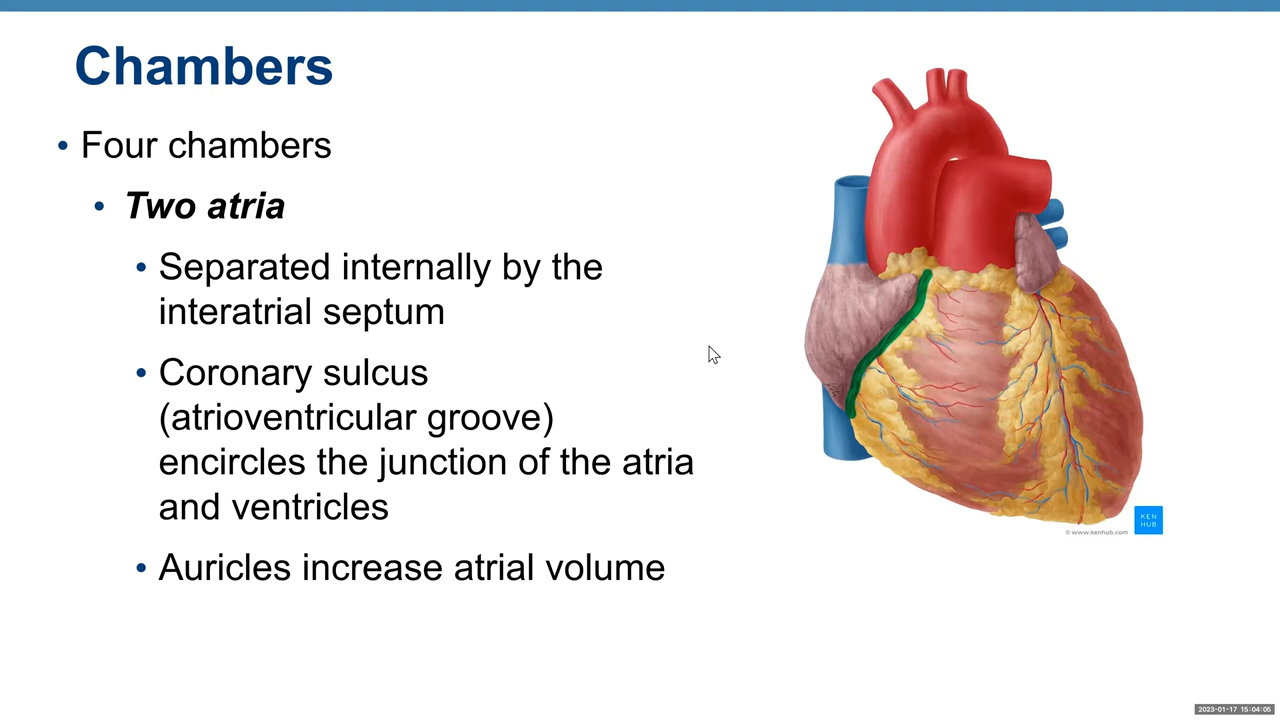 Chambers
• Four chambers
• Two atria
• Separated internally by the
interatrial septum
• Coronary sulcus
(atrioventricular groove)
encircles the junction of the atria
and ventricles
• Auricles increase atrial volume
KEN
HUB
© www.kenhub.com
2023-01-17 15:04:05